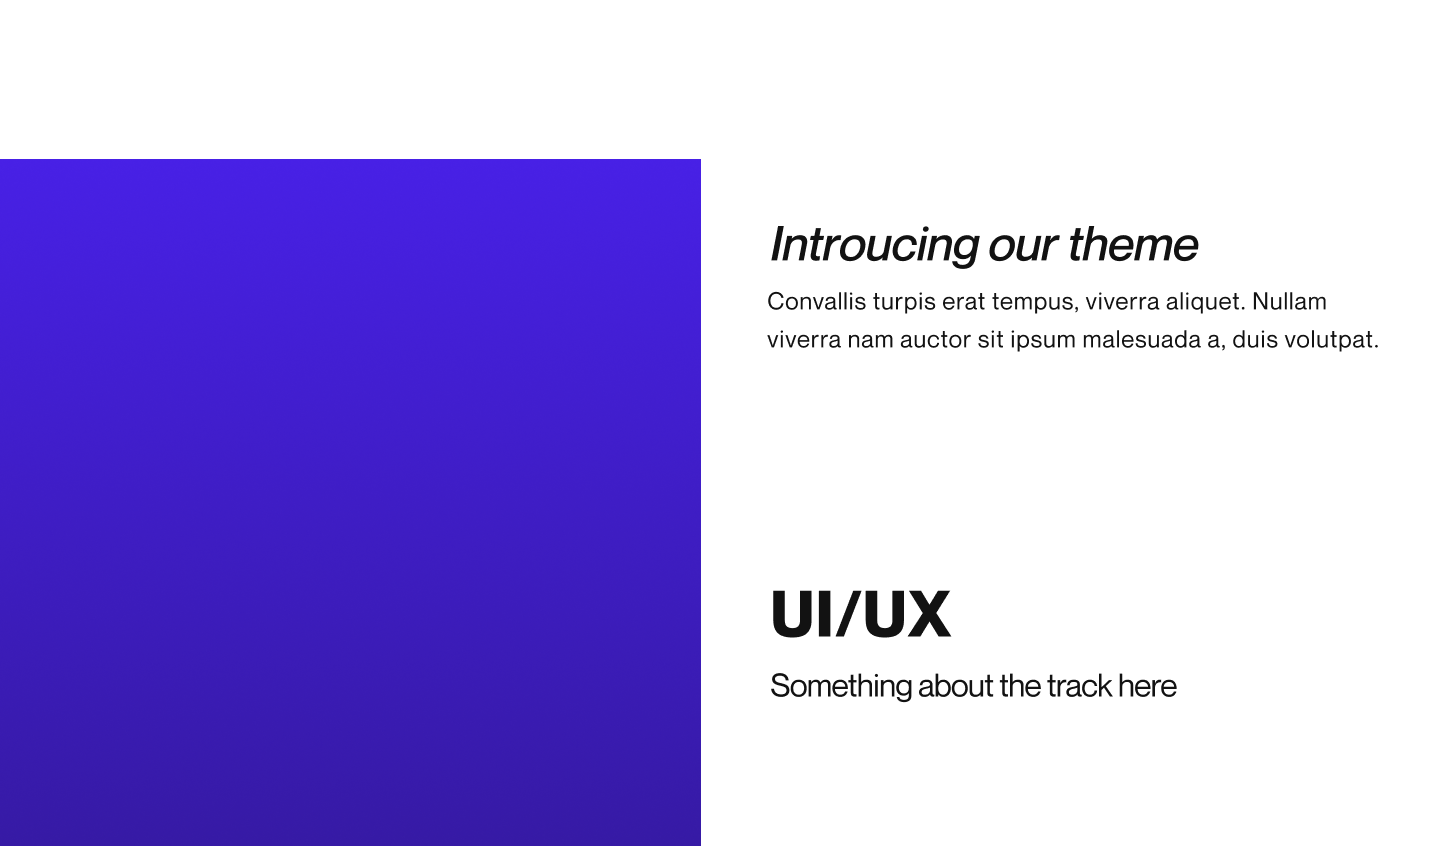 Introucing our theme
Convallis turpis erat tempus, viverra aliquet. Nullam
viverra nam auctor sit ipsum malesuada a, duis volutpat.
UI/UX
Something about the track here